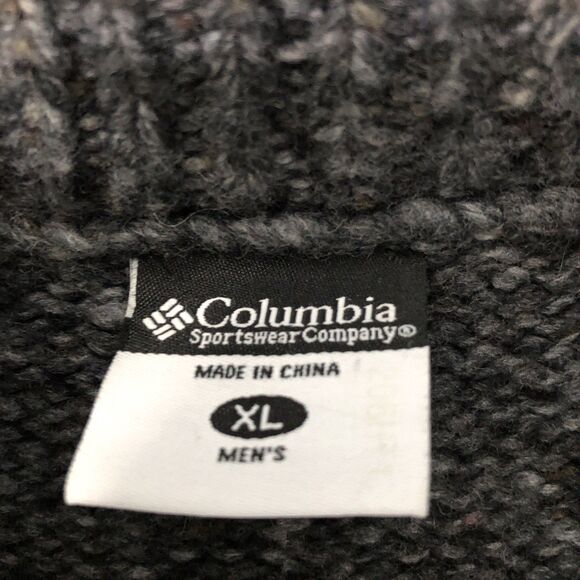 Columbia
Sportswear Company®
MADE IN CHINA
XL
MEN'S